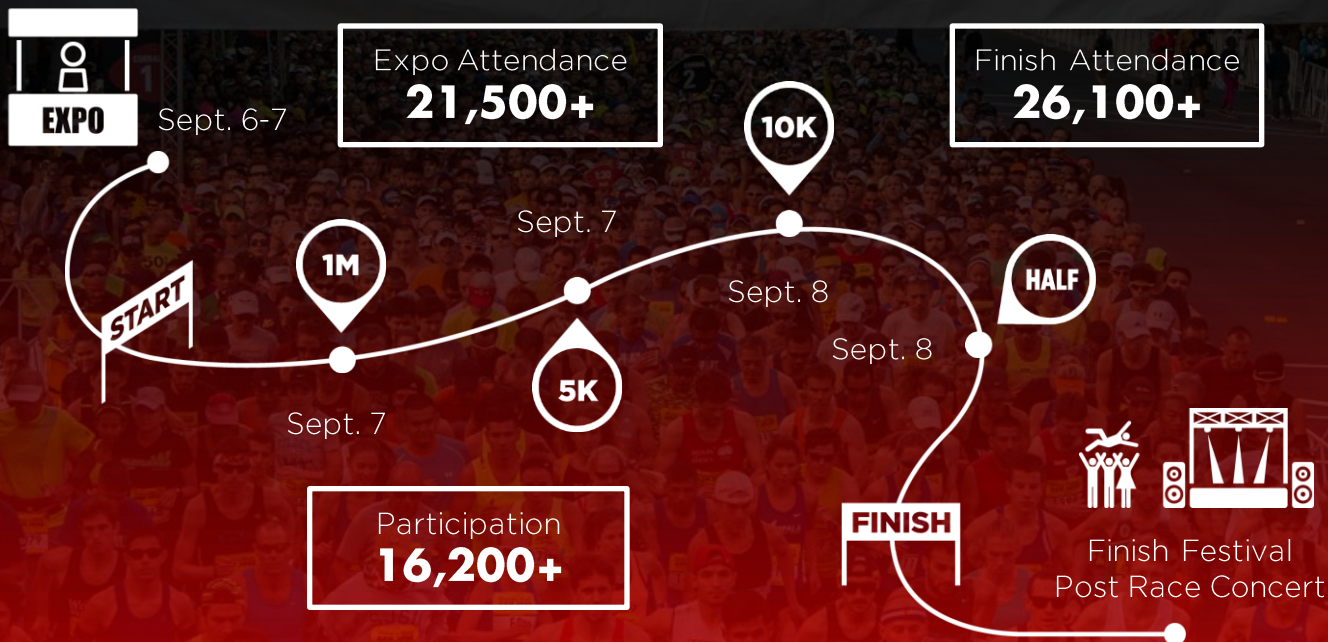 EXPO
Sept. 6-7
Expo Attendance
21,500+
Finish Attendance
26,100+
10K
Sept. 7
1M
START
HALF
Sept. 8
Sept. 8
5K
Sept. 7
Participation
16,200+
FINISH
Finish Festival
Post Race Concert